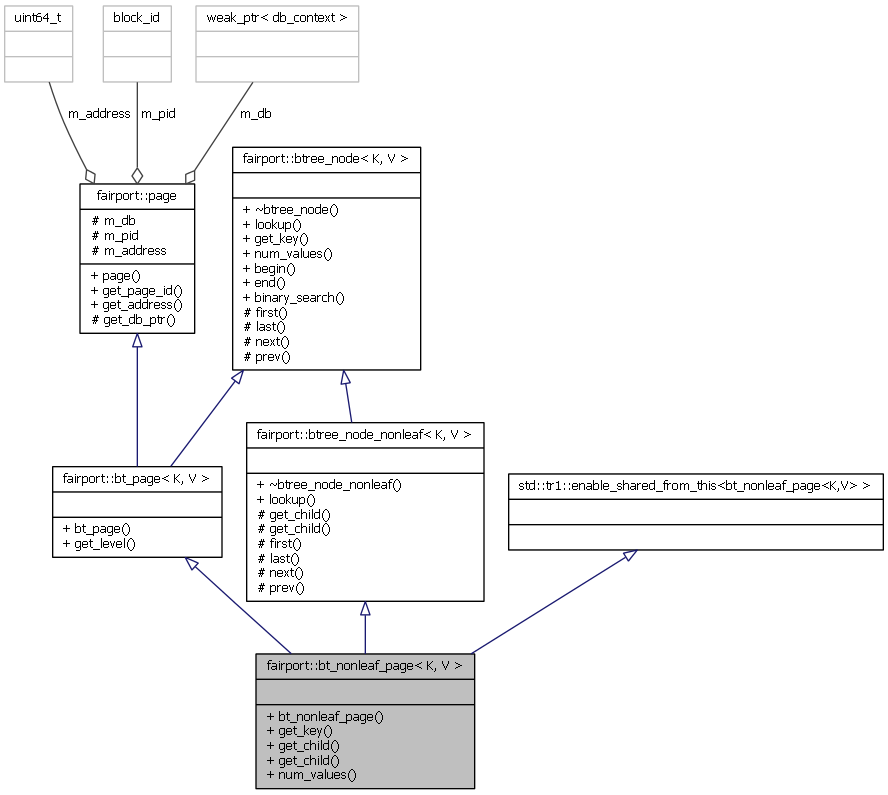 uint64_t
block_id
weak_ptr< db_context >
m_address
m_pid
m_db
fairport::btree_node< K, V >
+ ~btree_node()
+ lookup()
+ get_key()
+ num_values()
+ begin()
+ end()
+ binary_search()
# first()
# last()
# next()
# prev()
fairport::page
# m_db
# m_pid
# m_address
+ page()
+ get_page_id()
+ get_address()
# get_db_ptr()
fairport::btree_node_nonleaf< K, V >
+ ~btree_node_nonleaf()
+ lookup()
# get_child()
# get_child()
# first()
# last()
# next()
# prev()
fairport::bt_page< K, V >
+ bt_page()
+ get_level()
std::tr1::enable_shared_from_this<bt_nonleaf_page<K,V> >
fairport::bt_nonleaf_page< K, V >
+ bt_nonleaf_page()
+ get_key()
+ get_child()
+ get_child()
+ num_values()